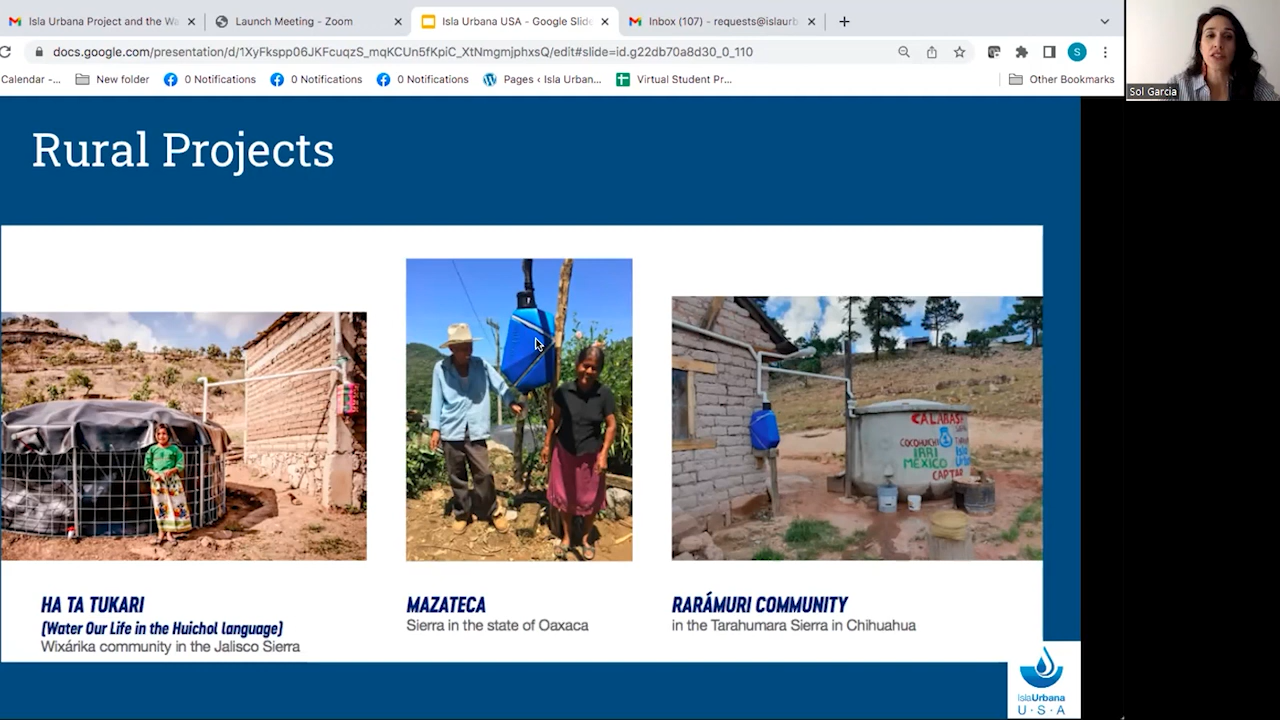 Isla Urbana Project and the Wa
Launch Meeting - Zoom
Isla Urbana USA - Google Slide
Inbox (107) - requests@islaurb
docs.google.com/presentation/d/1XyFkspp06JKFcuqzS_mqKCUn5fKpiC_XtNmgmjphxsQ/edit#slide=id.g22db70a8d30_0_110
S
Calendar -...
New folder
0 Notifications
0 Notifications
0 Notifications
Pages ‹ Isla Urban...
Virtual Student Pr...
Other Bookmarks
Sol Garcia
Rural Projects
COCOHUICHI
IRRI
MEXICO
HA TA TUKARI
(Water Our Life in the Huichol language)
Wixárika community in the Jalisco Sierra
MAZATECA
Sierra in the state of Oaxaca
RARÁMURI COMMUNITY
in the Tarahumara Sierra in Chihuahua
IslaUrbana
U·S·A